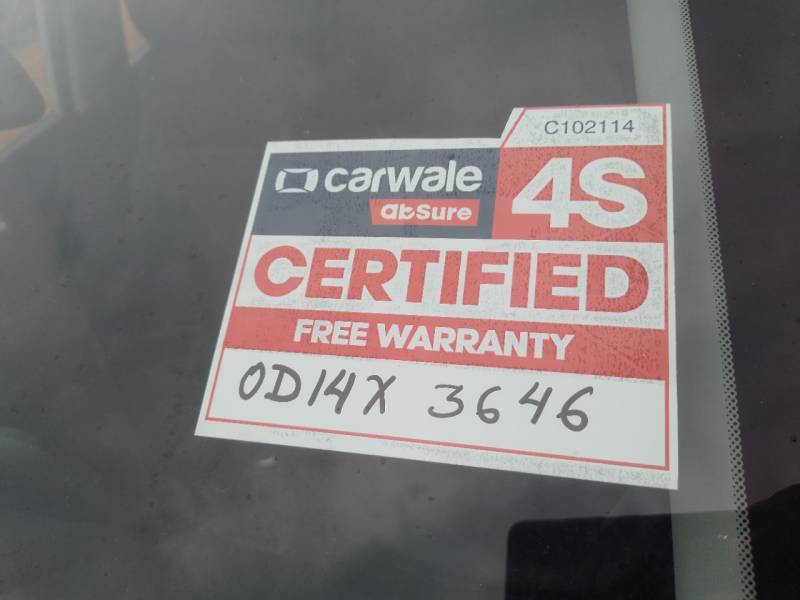 C102114
carwale
abSure
4S
CERTIFIED
FREE WARRANTY
OD14X 3646